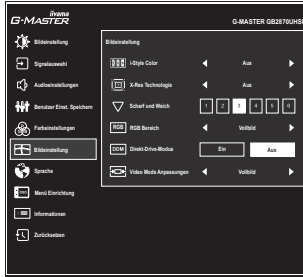 iiyama
G-MASTER
G-MASTER GB2870UHSU
Bildeinstellung
Signalauswahl
Audioeinstellungen
Benutzer Einst. Speichern
Farbeinstellungen
Bildeinstellung
Sprache
Menü Einrichtung
Informationen
Zurücksetzen
Bildeinstellung
i-Style Color Aus
X-Res Technologie Aus
Scharf und Weich 1 2 3 4 5 6
RGB RGB Bereich Vollbild
DDM Direkt-Drive-Modus Ein Aus
Video Mode Anpassungen Vollbild